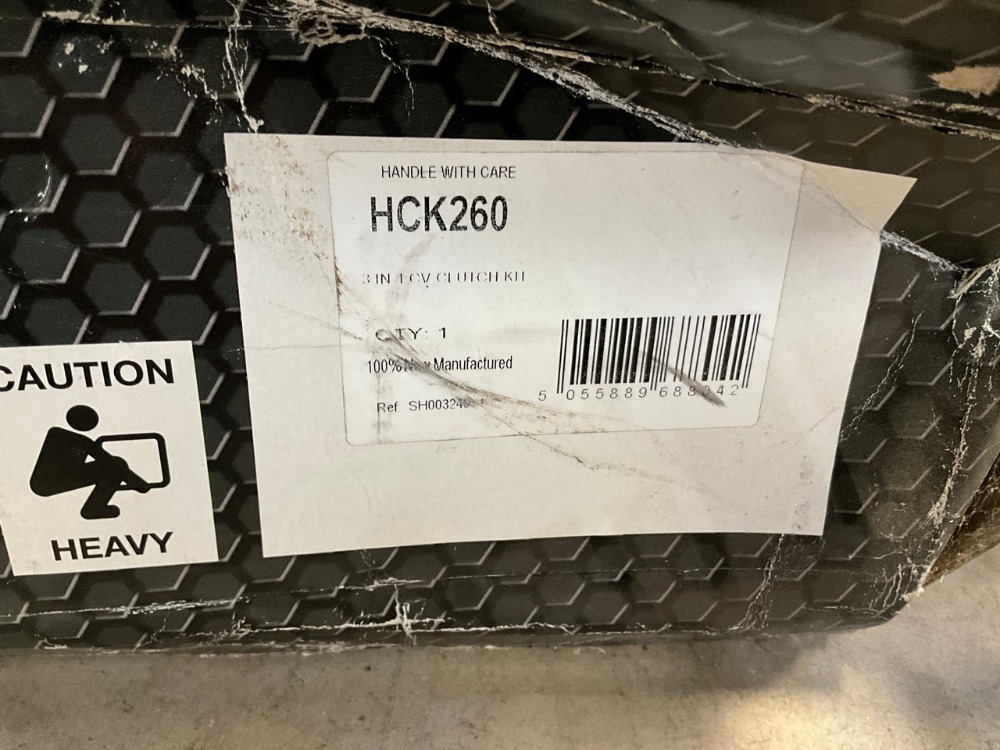 HANDLE WITH CARE
HCK260
3 IN 1 CV CLUTCH KIT
QTY: 1
100% New Manufactured
Ref: 
5 055889 688042
CAUTION
HEAVY